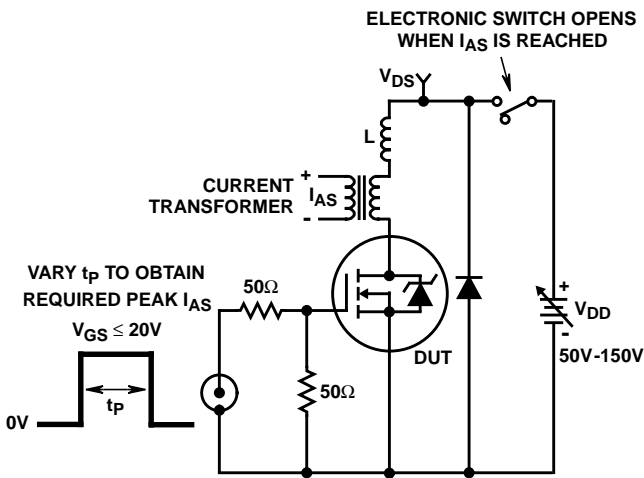 ELECTRONIC SWITCH OPENS
WHEN IAS IS REACHED
VDS
L
+
CURRENT
TRANSFORMER
IAS
-
VARY tP TO OBTAIN
REQUIRED PEAK IAS
50Ω
+
VDD
-
VGS ≤ 20V
DUT
50V-150V
50Ω
0V
tP